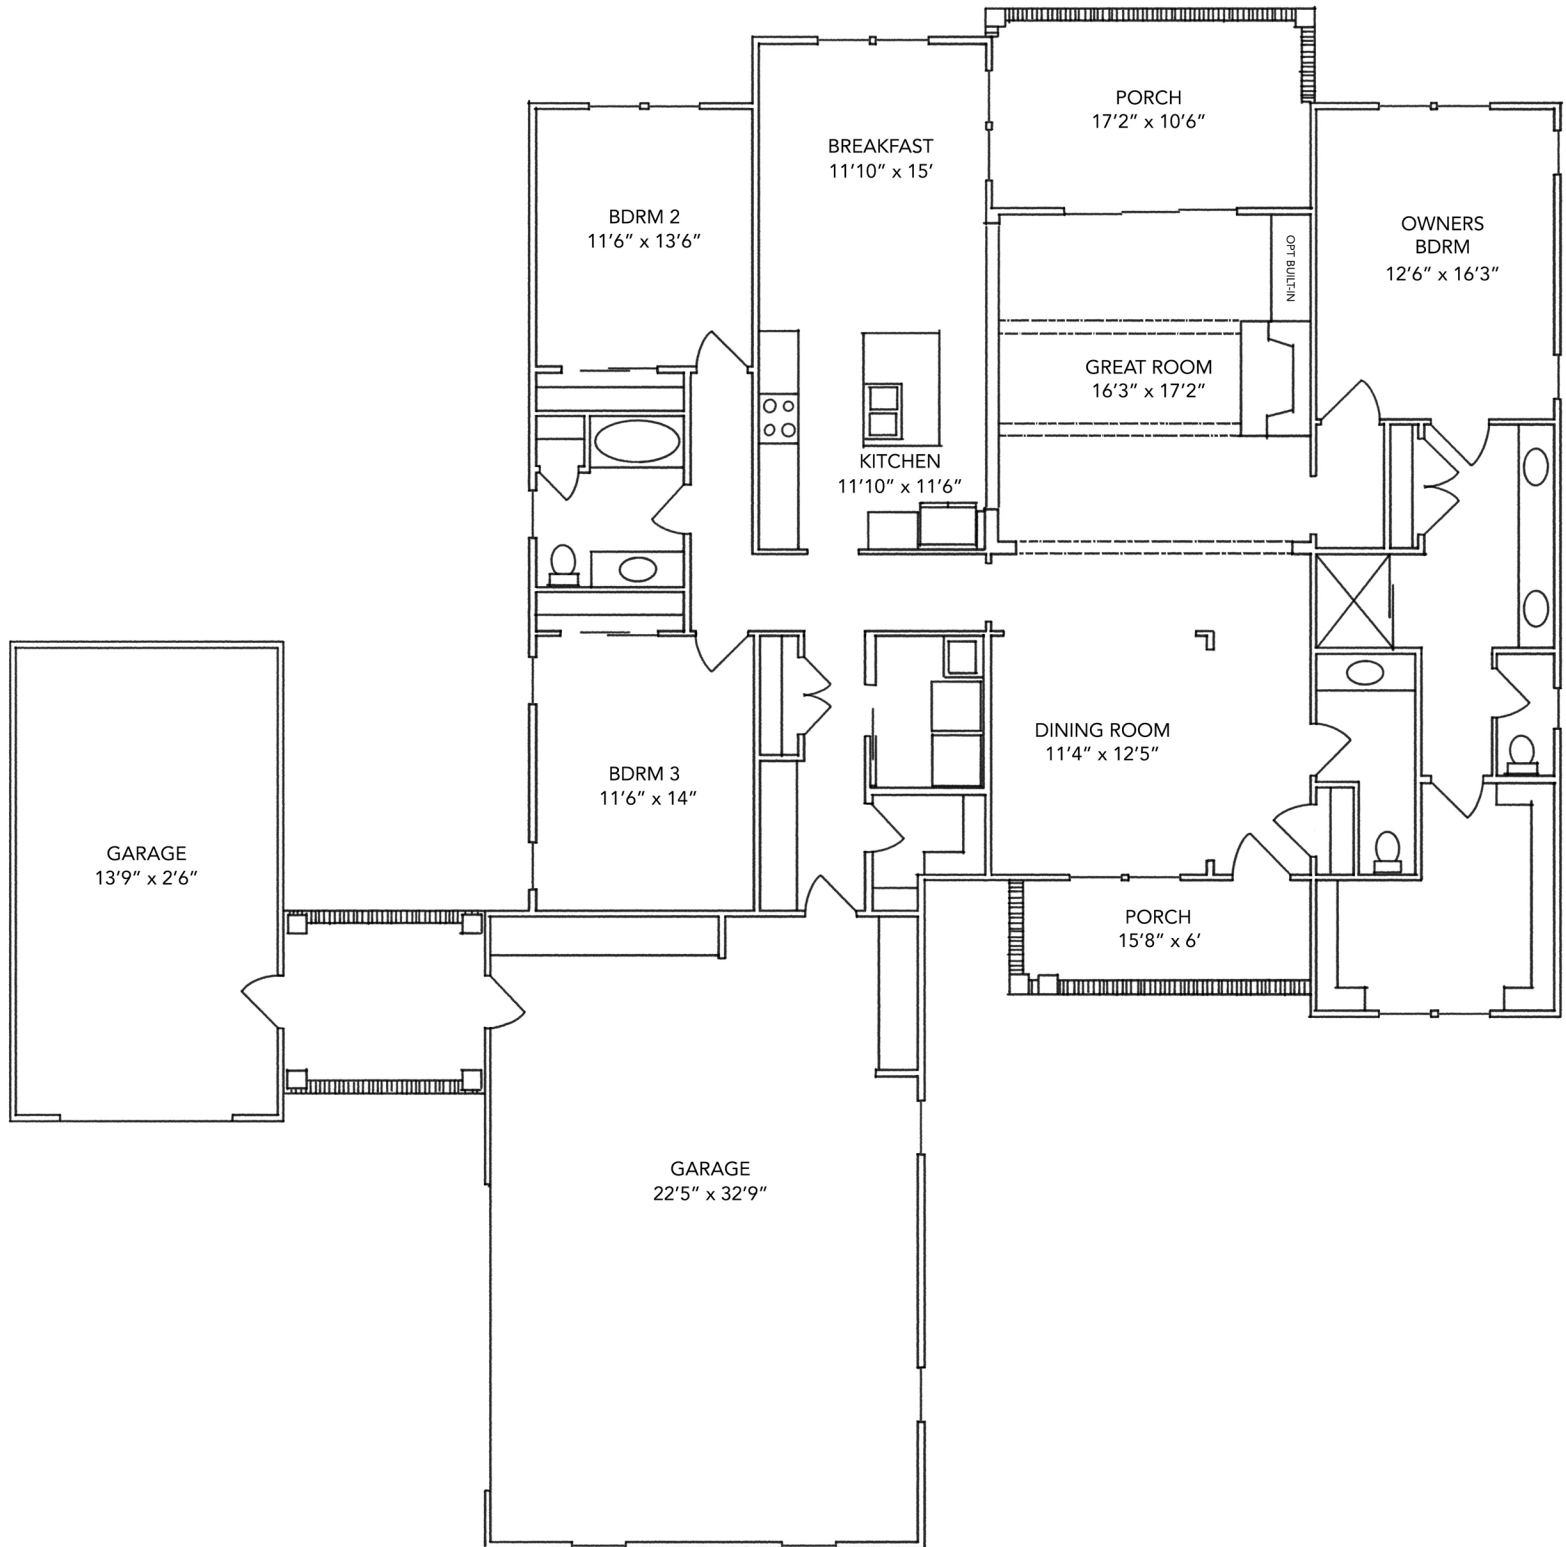 PORCH
17'2" x 10'6"
BREAKFAST
11'10" x 15'
BDRM 2
11'6" x 13'6"
OWNERS
BDRM
12'6" x 16'3"
OPT BUILT-IN
GREAT ROOM
16'3" x 17'2"
KITCHEN
11'10" x 11'6"
DINING ROOM
11'4" x 12'5"
BDRM 3
11'6" x 14"
GARAGE
13'9" x 2'6"
PORCH
15'8" x 6'
GARAGE
22'5" x 32'9"